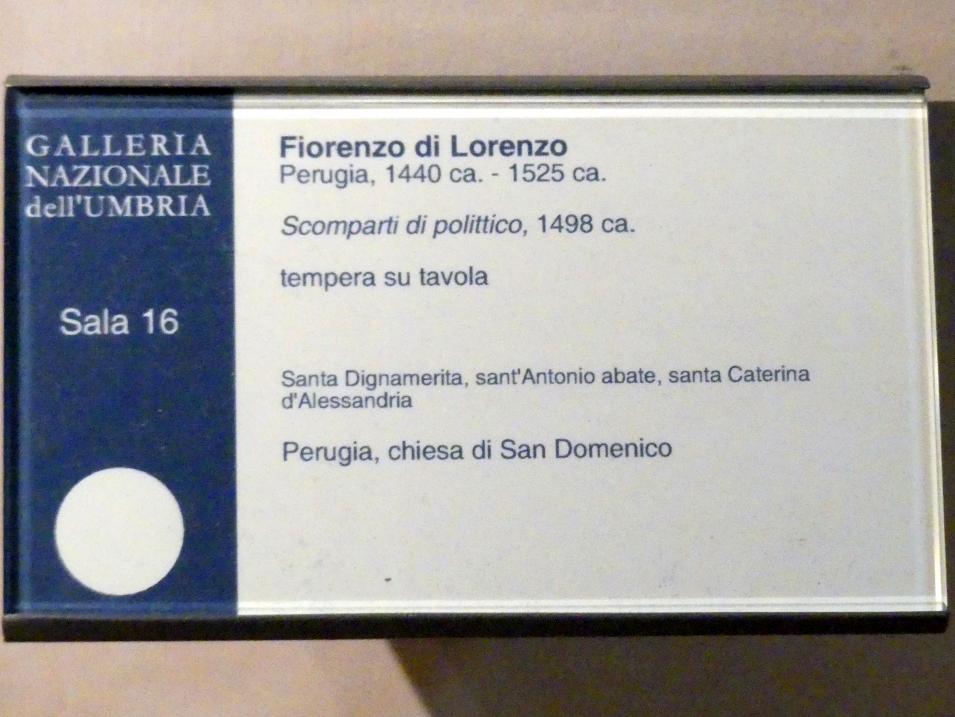 GALLERIA
NAZIONALE
dell'UMBRIA
Sala 16
Fiorenzo di Lorenzo
Perugia, 1440 ca. - 1525 ca.
Scomparti di polittico, 1498 ca.
tempera su tavola
Santa Dignamerita, sant'Antonio abate, santa Caterina
d'Alessandria
Perugia, chiesa di San Domenico